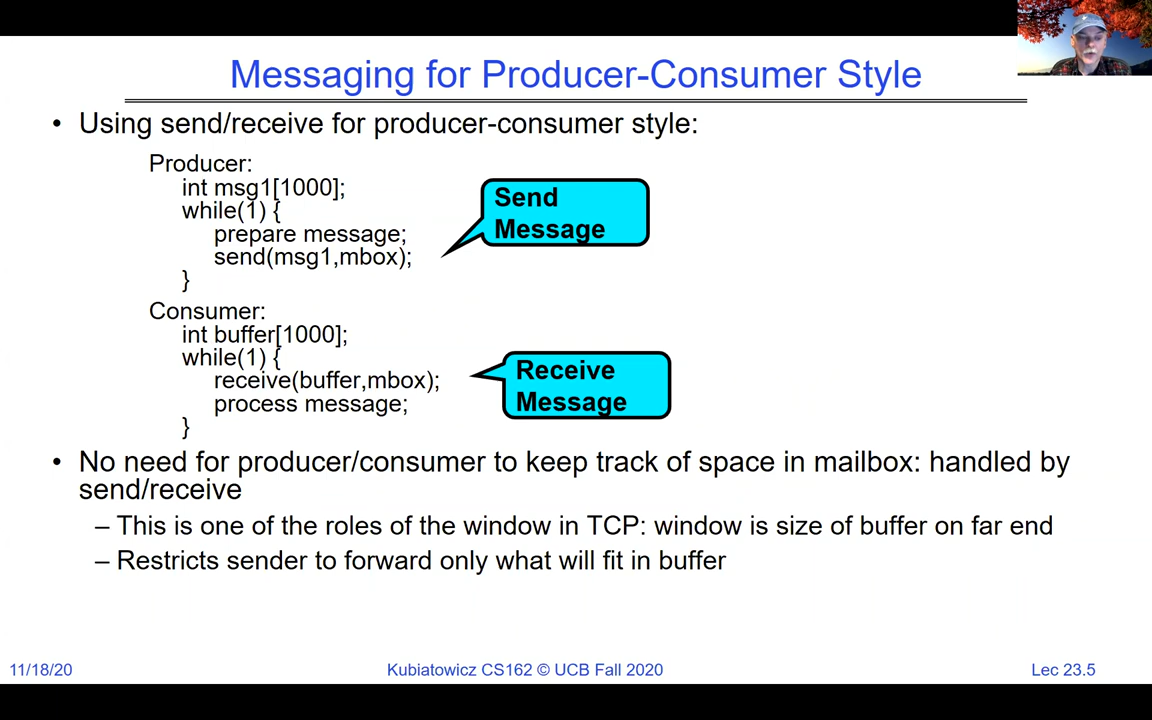 Messaging for Producer-Consumer Style
• Using send/receive for producer-consumer style:
Producer:
int msg1[1000];
while(1) {
prepare message;
send(msg1,mbox);
}
Send
Message
Consumer:
int buffer[1000];
while(1) {
receive(buffer,mbox);
process message;
}
Receive
Message
• No need for producer/consumer to keep track of space in mailbox: handled by
send/receive
– This is one of the roles of the window in TCP: window is size of buffer on far end
– Restricts sender to forward only what will fit in buffer
11/18/20
Kubiatowicz CS162 © UCB Fall 2020
Lec 23.5